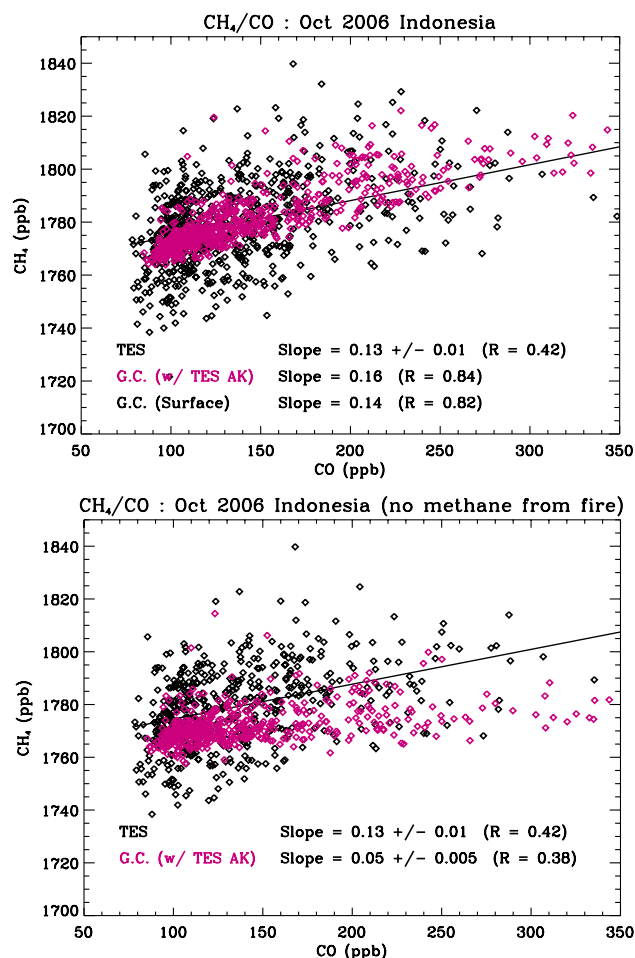 CH₄/CO : Oct 2006 Indonesia
1840
1820
1800
1780
1760
1740
1720
1700
CH₄ (ppb)
TES Slope = 0.13 +/- 0.01 (R = 0.42)
G.C. (w/ TES AK) Slope = 0.16 (R = 0.84)
G.C. (Surface) Slope = 0.14 (R = 0.82)
50 100 150 200 250 300 350
CO (ppb)
CH₄/CO : Oct 2006 Indonesia (no methane from fire)
1840
1820
1800
1780
1760
1740
1720
1700
CH₄ (ppb)
TES Slope = 0.13 +/- 0.01 (R = 0.42)
G.C. (w/ TES AK) Slope = 0.05 +/- 0.005 (R = 0.38)
50 100 150 200 250 300 350
CO (ppb)